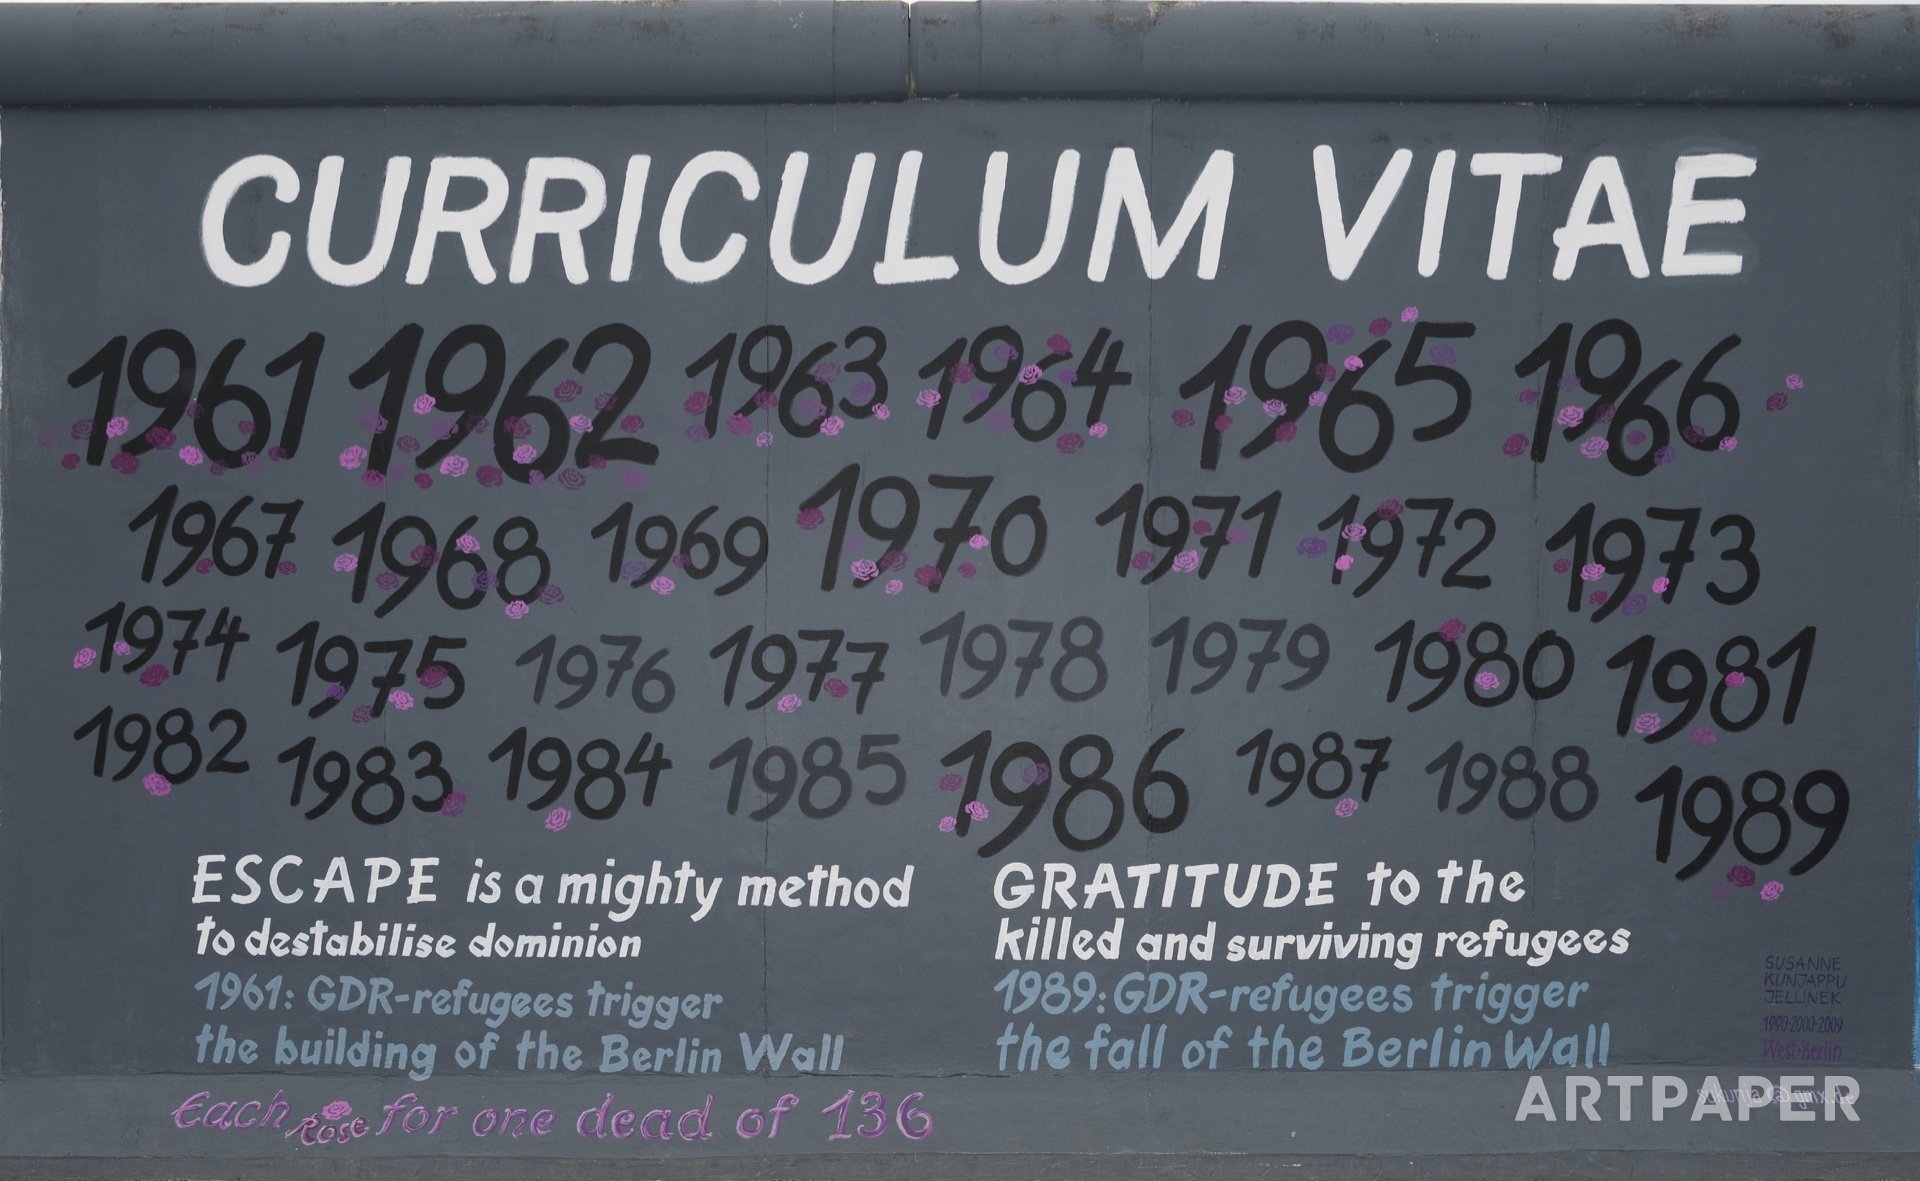 CURRICULUM VITAE
1961 1962 1963 1964 1965 1966
1967 1968 1969 1970 1971 1972 1973
1974 1975 1976 1977 1978 1979 1980 1981
1982 1983 1984 1985 1986 1987 1988 1989
ESCAPE is a mighty method
to destabilise dominion
1961: GDR-refugees trigger
the building of the Berlin Wall
GRATITUDE to the
killed and surviving refugees
1989: GDR-refugees trigger
the fall of the Berlin Wall
SUSANNE
KUNJAPPU
JELLINEK
1990-2000-2009
West-Berlin
Each Rose for one dead of 136
ARTPAPER